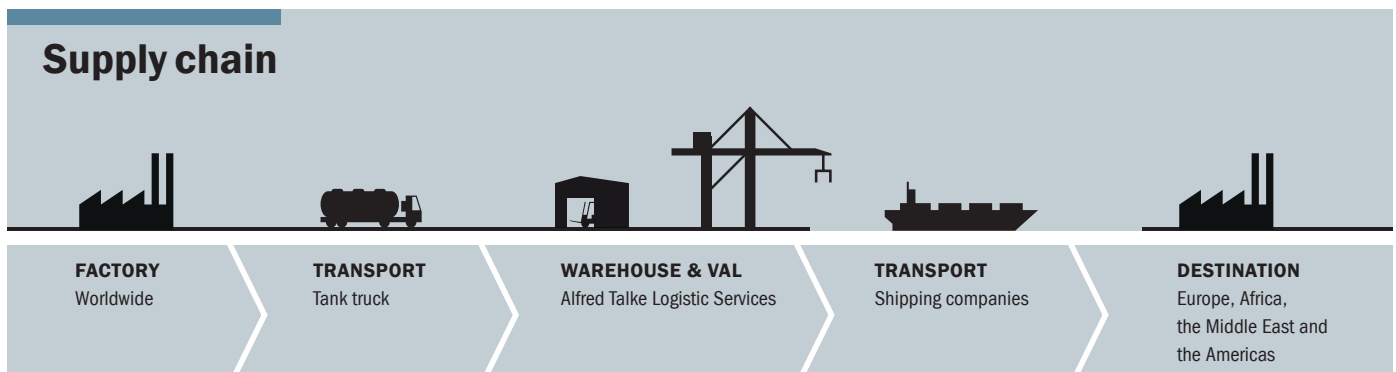 Supply chain
FACTORY
Worldwide
TRANSPORT
Tank truck
WAREHOUSE & VAL
Alfred Talke Logistic Services
TRANSPORT
Shipping companies
DESTINATION
Europe, Africa,
the Middle East and
the Americas